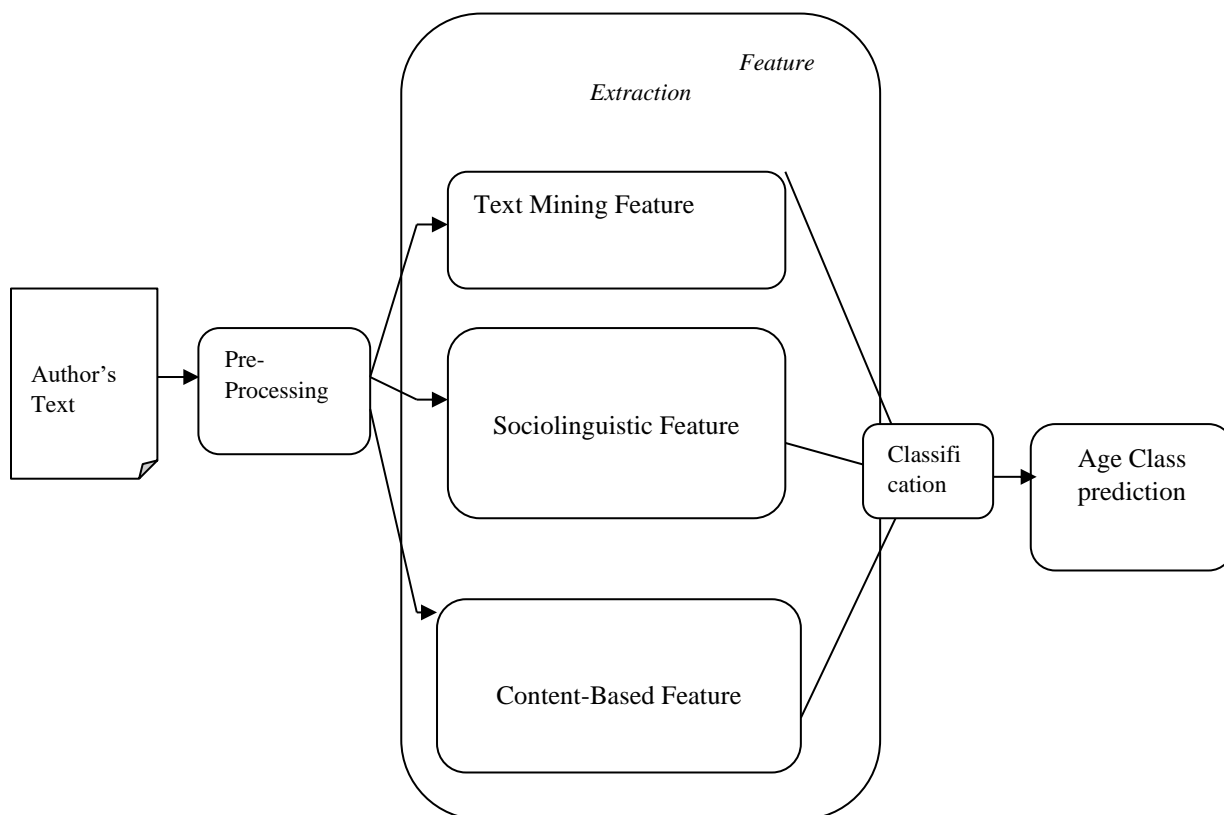 Feature
Extraction
Text Mining Feature
Author’s
Text
Pre-
Processing
Sociolinguistic Feature
Content-Based Feature
Classifi
cation
Age Class
prediction